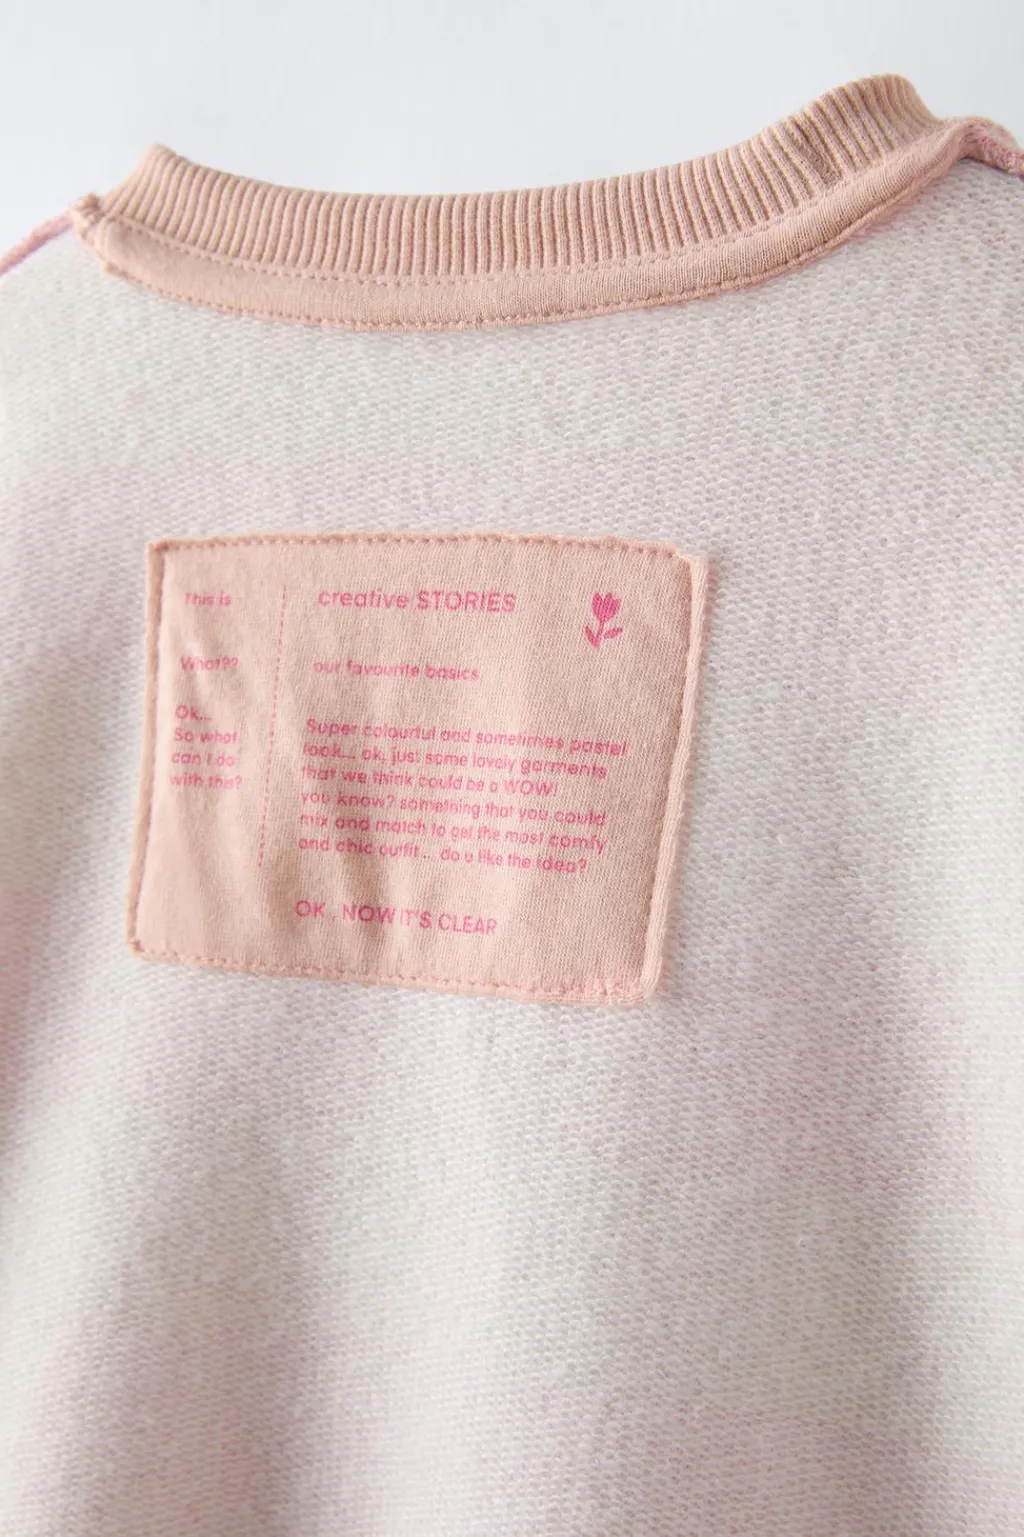 This is
What??
Ok...
So what
can I do
with this?
creative STORIES
our favourite basics
Super colourful and sometimes pastel
look... ok, just some lovely garments
that we think could be a WOW!
you know? something that you could
mix and match to get the most comfy
and chic outfit... do u like the idea?
OK , NOW IT'S CLEAR